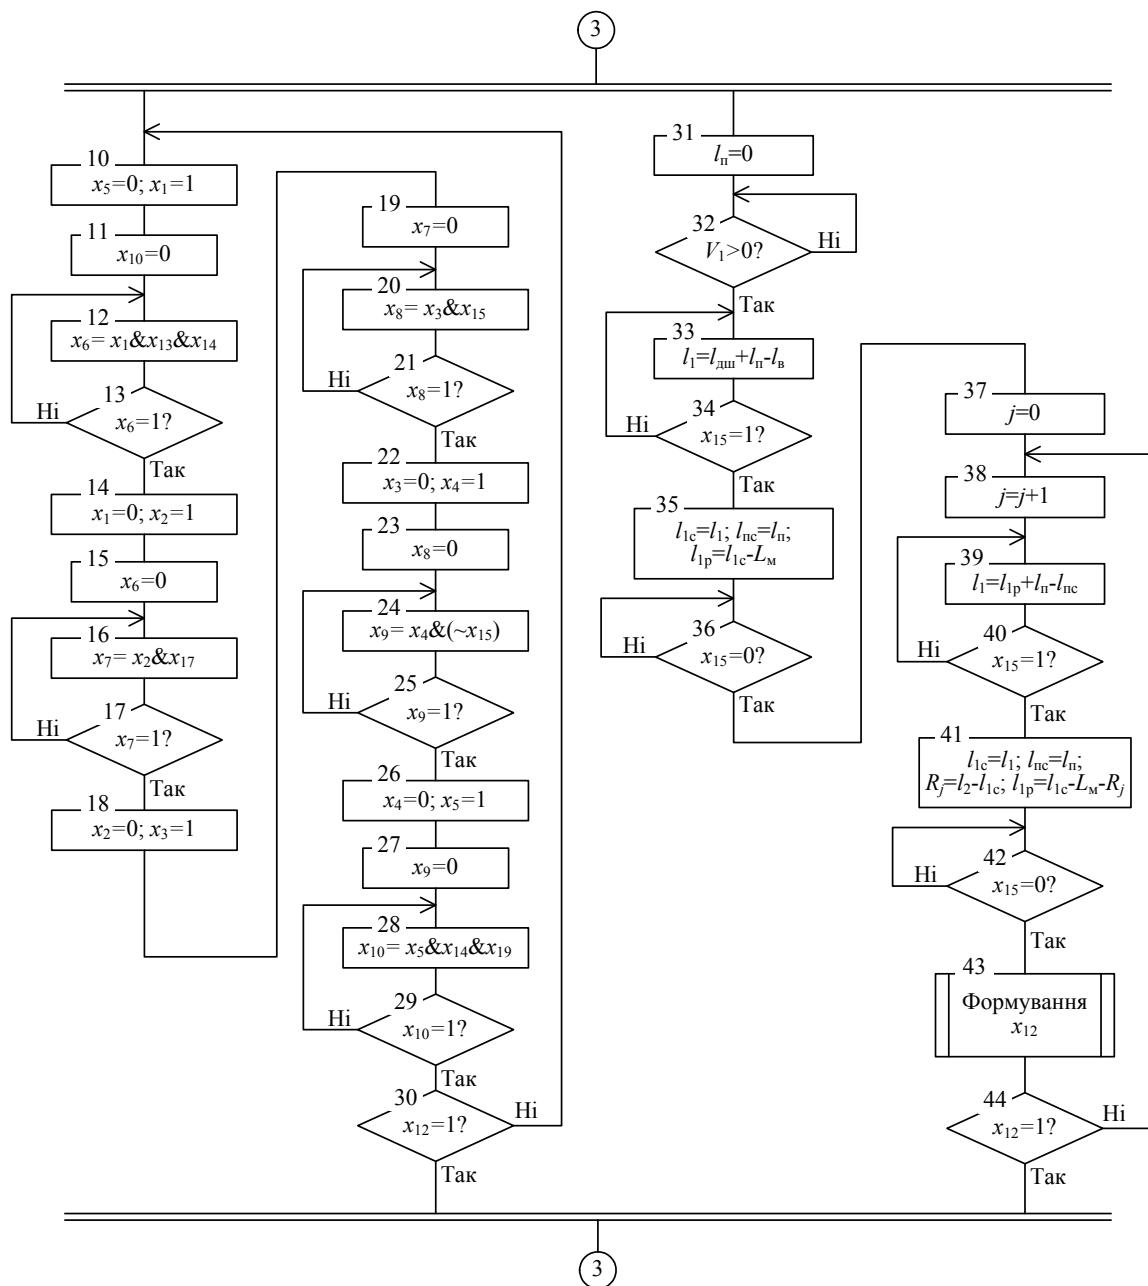 3
10
x₅=0; x₁=1
11
x₁₀=0
12
x₆= x₁&x₁₃&x₁₄
13
x₆=1?
Ні
Так
14
x₁=0; x₂=1
15
x₆=0
16
x₇= x₂&x₁₇
17
x₇=1?
Ні
Так
18
x₂=0; x₃=1
19
x₇=0
20
x₈= x₃&x₁₅
21
x₈=1?
Ні
Так
22
x₃=0; x₄=1
23
x₈=0
24
x₉= x₄&(~x₁₅)
25
x₉=1?
Ні
Так
26
x₄=0; x₅=1
27
x₉=0
28
x₁₀= x₅&x₁₄&x₁₉
29
x₁₀=1?
Ні
Так
30
x₁₂=1?
Ні
Так
31
lп=0
32
V₁>0?
Ні
Так
33
l₁=lдш+lп-lв
34
x₁₅=1?
Ні
Так
35
l₁с=l₁; lпс=lп;
l₁р=l₁с-Lм
36
x₁₅=0?
Ні
Так
37
j=0
38
j=j+1
39
l₁=l₁р+lп-lпс
40
x₁₅=1?
Ні
Так
41
l₁с=l₁; lпс=lп;
Rⱼ=l₂-l₁с; l₁р=l₁с-Lм-Rⱼ
42
x₁₅=0?
Ні
Так
43
Формування
x₁₂
44
x₁₂=1?
Ні
Так
3